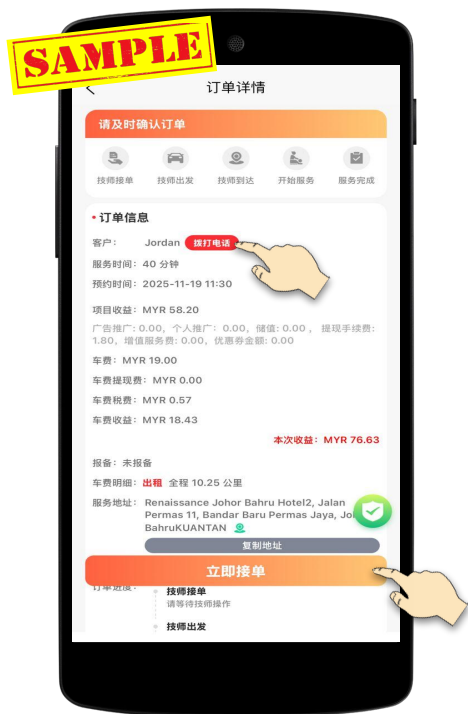 SAMPLE
订单详情
请及时确认订单
技师接单 技师出发 技师到达 开始服务 服务完成
•订单信息
客户： Jordan 拨打电话
服务时间：40 分钟
预约时间：2025-11-19 11:30
项目收益：MYR 58.20
广告推广：0.00，个人推广：0.00，储值：0.00， 提现手续费：
1.80，增值服务费：0.00，优惠券金额：0.00
车费：MYR 19.00
车费提现费：MYR 0.00
车费税费：MYR 0.57
车费收益：MYR 18.43
本次收益：MYR 76.63
报备：未报备
车费明细：出租 全程 10.25 公里
服务地址：Renaissance Johor Bahru Hotel2, Jalan
Permas 11, Bandar Baru Permas Jaya,
BahruKUANTAN
复制地址
立即接单
订单进度：
技师接单
请等待技师操作
技师出发